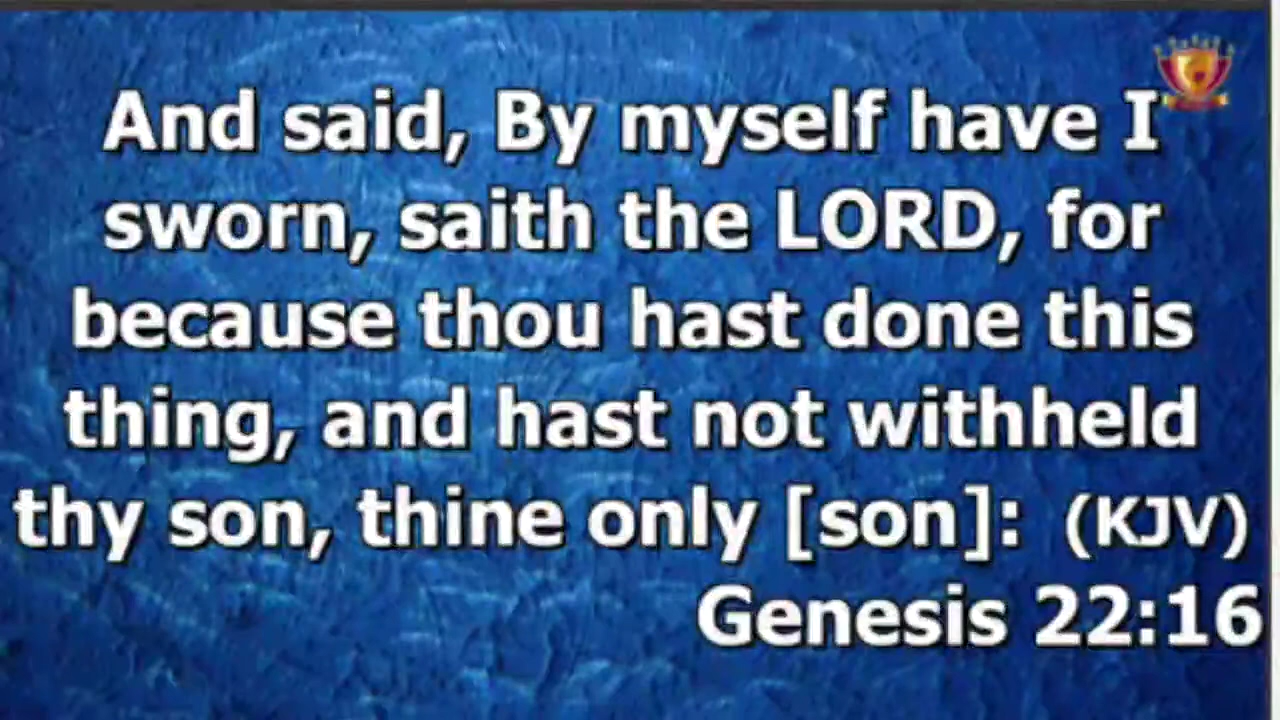 And said, By myself have I
sworn, saith the LORD, for
because thou hast done this
thing, and hast not withheld
thy son, thine only [son]: (KJV)
Genesis 22:16